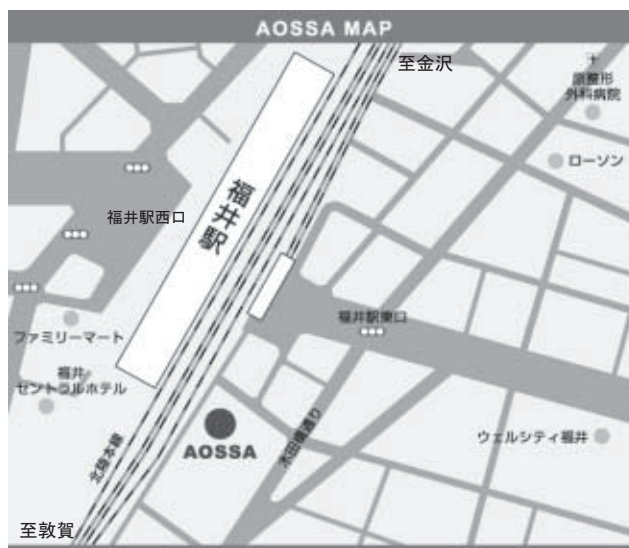 AOSSA MAP
至金沢
原整形
外科病院
ローソン
福井駅西口
福井駅
福井駅東口
ファミリーマート
福井
セントラルホテル
AOSSA
木田橋通り
ウェルシティ福井
北陸本線
至敦賀